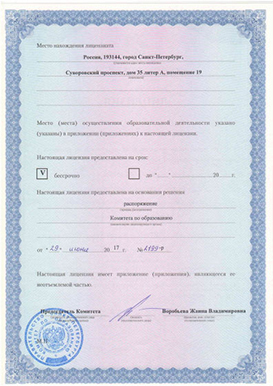 Место нахождения лицензиата
Россия, 193144, город Санкт-Петербург,
Суворовский проспект, дом 35 литер А, помещение 19
Место (места) осуществления образовательной деятельности указано
(указаны) в приложении (приложениях) к настоящей лицензии.
Настоящая лицензия предоставлена на срок:
V бессрочно до « » 20 г.
Настоящая лицензия предоставлена на основании решения
распоряжение
Комитета по образованию
от «29» июня 2017 г. №
Настоящая лицензия имеет приложение (приложения), являющееся ее
неотъемлемой частью.
Председатель Комитета Воробьева Жанна Владимировна